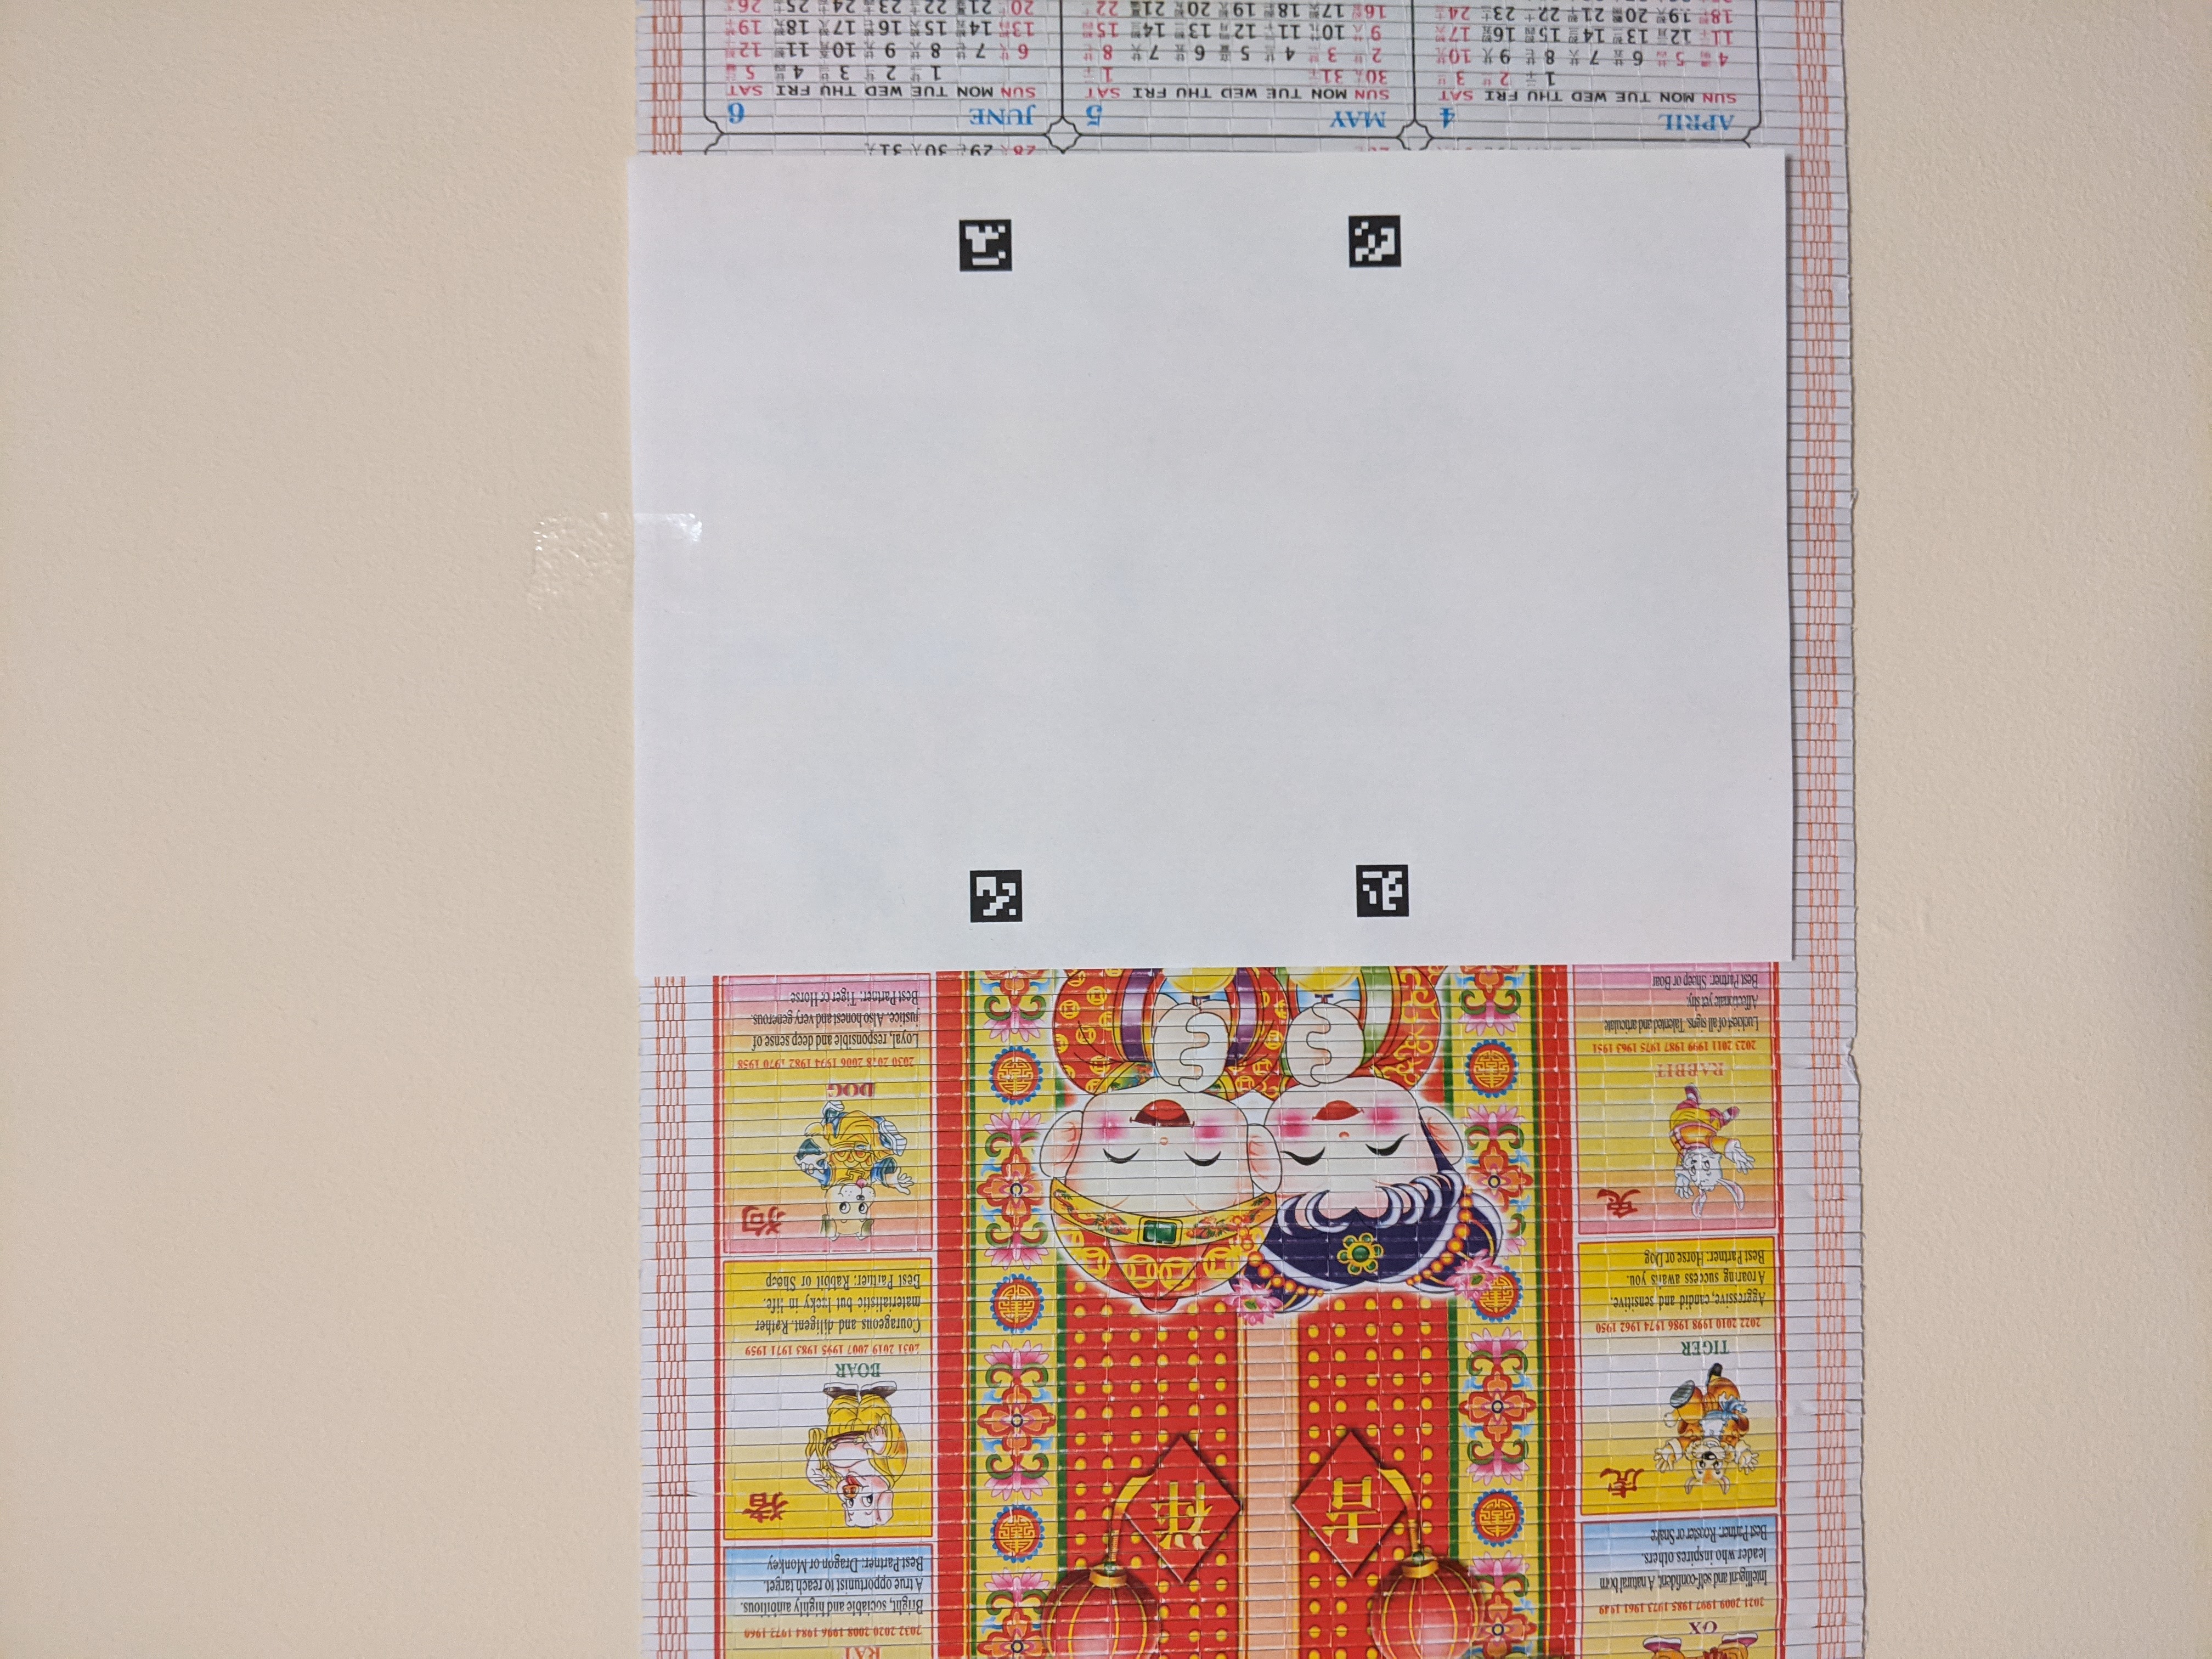 RAT
2032 2020 2008 1996 1984 1972 1960
Bright, sociable and highly ambitious.
A true opportunist to reach target.
Best Partner: Dragon or Monkey
猪
BOAR
2031 2019 2007 1995 1983 1971 1959
Courageous and diligent. Rather
materialistic but lucky in life.
Best Partner: Rabbit or Sheep
狗
DOG
2006 1994 1982 1970 1958
Loyal, responsible and deep sense of
justice. Also honest and very generous.
Best Partner: Tiger or Horse
吉祥
OX
2021 2009 1997 1985 1973 1961 1949
Intelligent and self-confident. A natural born
leader who inspires others.
Best Partner: Rooster or Snake
虎
TIGER
2022 2010 1998 1986 1974 1962 1950
Aggressive, candid and sensitive.
A roaring success awaits you.
Best Partner: Horse or Dog
兔
RABBIT
2023 2011 1999 1987 1975 1963 1951
Luckiest of all signs. Talented and articulate.
Affectionate yet shy.
Best Partner: Sheep or Boar
28 29 30 31
APRIL 4
SUN MON TUE WED THU FRI SAT
1 2 3
4 5 6 7 8 9 10
11 12 13 14 15 16 17
18 19 20 21 22 23 24
MAY 5
SUN MON TUE WED THU FRI SAT
30 31 1
2 3 4 5 6 7 8
9 10 11 12 13 14 15
16 17 18 19 20 21 22
JUNE 6
SUN MON TUE WED THU FRI SAT
1 2 3 4 5
6 7 8 9 10 11 12
13 14 15 16 17 18 19
20 21 22 23 24 25 26